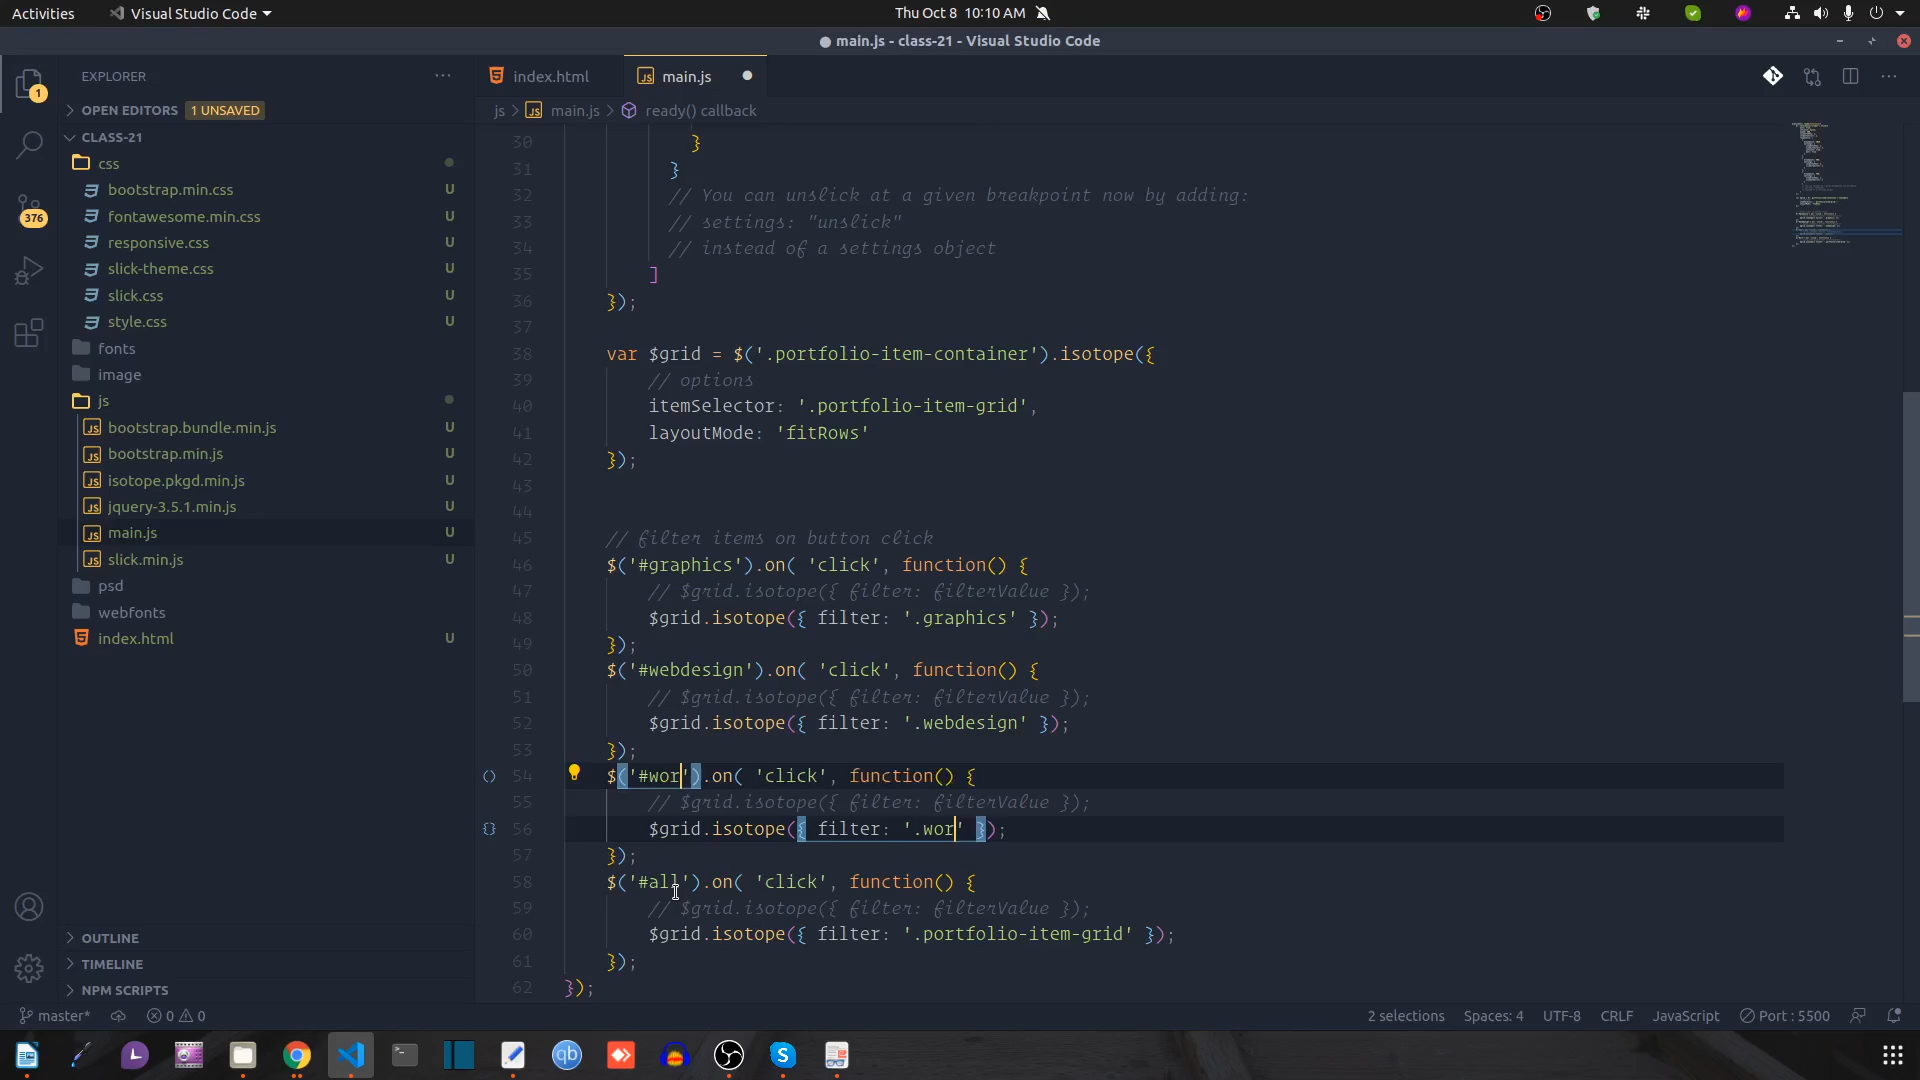 Activities
Visual Studio Code
Thu Oct 8 10:10 AM
● main.js - class-21 - Visual Studio Code
EXPLORER
index.html
main.js
OPEN EDITORS 1 UNSAVED
js > main.js > ready() callback
CLASS-21
css
bootstrap.min.css U
fontawesome.min.css U
responsive.css U
slick-theme.css U
slick.css U
style.css U
fonts
image
js
bootstrap.bundle.min.js U
bootstrap.min.js U
isotope.pkgd.min.js U
jquery-3.5.1.min.js U
main.js U
slick.min.js U
psd
webfonts
index.html U
OUTLINE
TIMELINE
NPM SCRIPTS
1
376
30 }
31 }
32 // You can unslick at a given breakpoint now by adding:
33 // settings: "unslick"
34 // instead of a settings object
35 ]
36 });
37
38 var $grid = $('.portfolio-item-container').isotope({
39 // options
40 itemSelector: '.portfolio-item-grid',
41 layoutMode: 'fitRows'
42 });
43
44
45 // filter items on button click
46 $('#graphics').on( 'click', function() {
47 // $grid.isotope({ filter: filterValue });
48 $grid.isotope({ filter: '.graphics' });
49 });
50 $('#webdesign').on( 'click', function() {
51 // $grid.isotope({ filter: filterValue });
52 $grid.isotope({ filter: '.webdesign' });
53 });
54 $('#wor').on( 'click', function() {
55 // $grid.isotope({ filter: filterValue });
56 $grid.isotope({ filter: '.wor' });
57 });
58 $('#all').on( 'click', function() {
59 // $grid.isotope({ filter: filterValue });
60 $grid.isotope({ filter: '.portfolio-item-grid' });
61 });
62 });
master* 0 0
2 selections Spaces: 4 UTF-8 CRLF JavaScript Port : 5500
qb